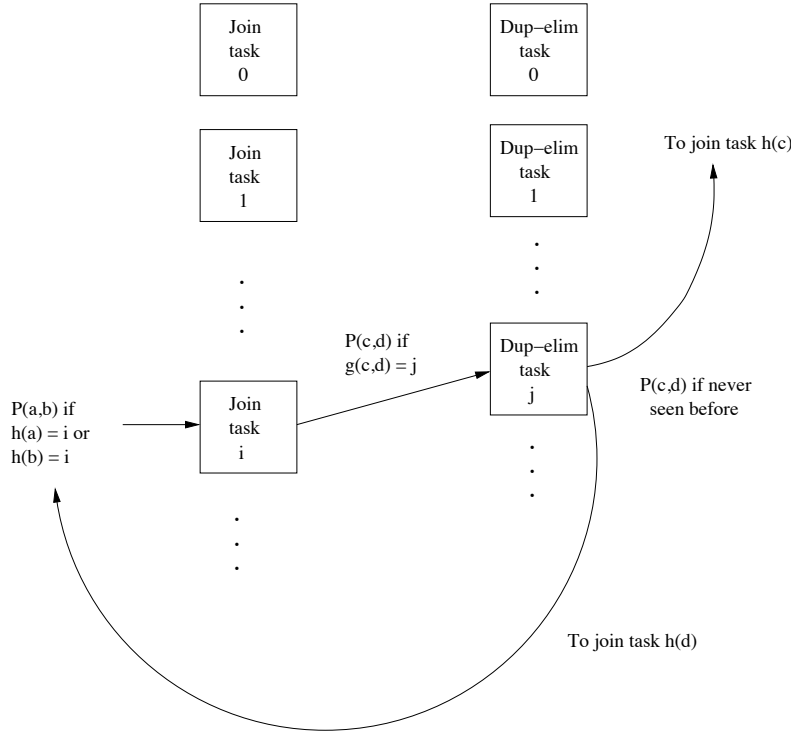 Join
task
0
Dup–elim
task
0
Join
task
1
Dup–elim
task
1
To join task h(c)
P(c,d) if
g(c,d) = j
Dup–elim
task
j
P(c,d) if never
seen before
P(a,b) if
h(a) = i or
h(b) = i
Join
task
i
To join task h(d)